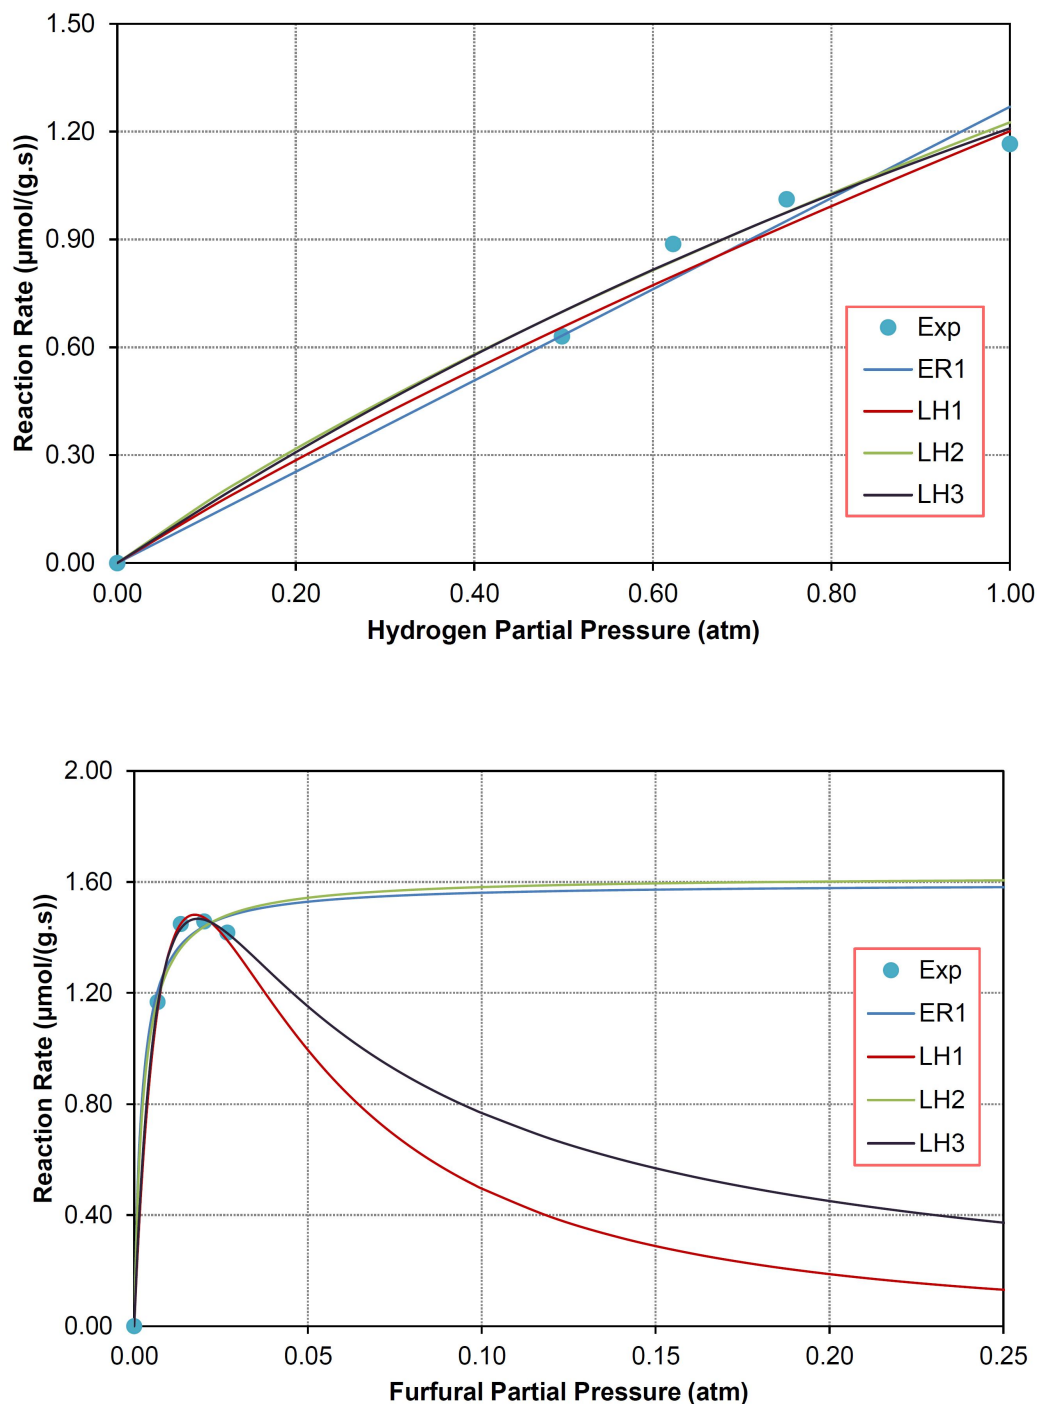 1.50
1.20
0.90
0.60
0.30
0.00
Reaction Rate (µmol/(g.s))
Exp
ER1
LH1
LH2
LH3
0.00 0.20 0.40 0.60 0.80 1.00
Hydrogen Partial Pressure (atm)
2.00
1.60
1.20
0.80
0.40
0.00
Reaction Rate (µmol/(g.s))
Exp
ER1
LH1
LH2
LH3
0.00 0.05 0.10 0.15 0.20 0.25
Furfural Partial Pressure (atm)